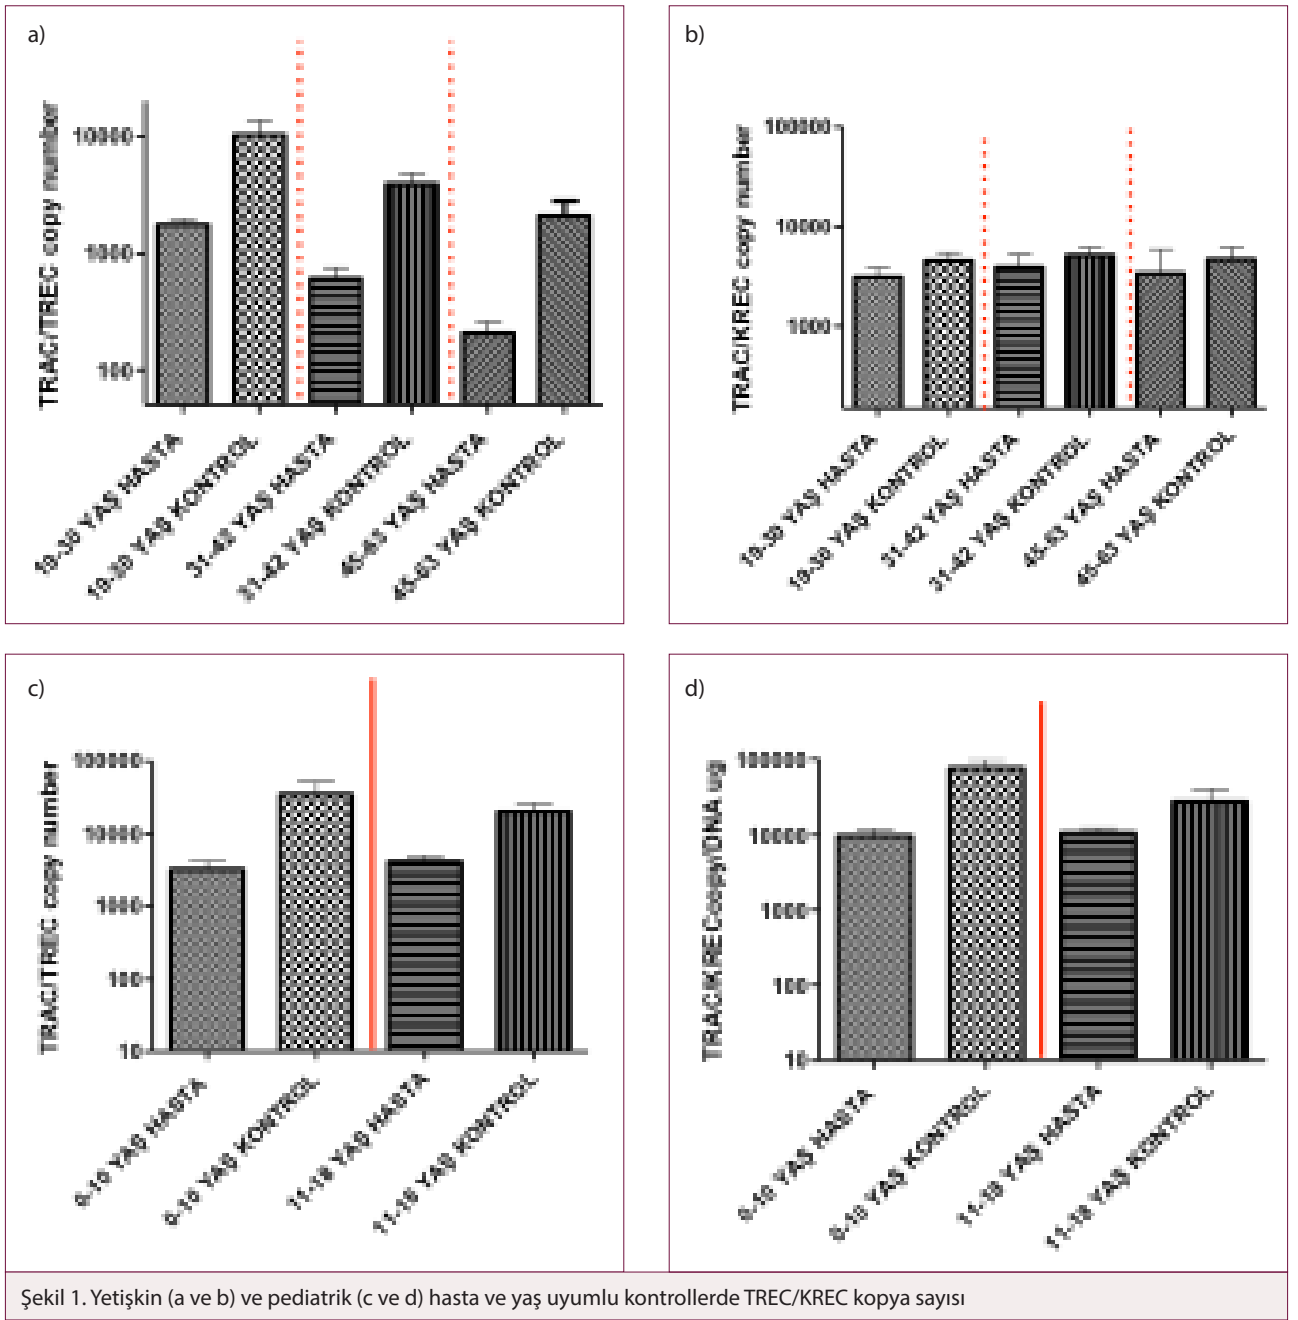 a)
TRAC/TREC copy number
10000
1000
100
19-30 YAŞ HASTA
19-30 YAŞ KONTROL
31-42 YAŞ HASTA
31-42 YAŞ KONTROL
45-63 YAŞ HASTA
45-63 YAŞ KONTROL
b)
TRAC/KREC copy number
100000
10000
1000
19-30 YAŞ HASTA
19-30 YAŞ KONTROL
31-42 YAŞ HASTA
31-42 YAŞ KONTROL
45-63 YAŞ HASTA
45-63 YAŞ KONTROL
c)
TRAC/TREC copy number
100000
10000
1000
100
10
0-10 YAŞ HASTA
0-10 YAŞ KONTROL
11-18 YAŞ HASTA
11-18 YAŞ KONTROL
d)
TRAC/KRECcopy/DNA ug
100000
10000
1000
100
10
0-10 YAŞ HASTA
0-10 YAŞ KONTROL
11-18 YAŞ HASTA
11-18 YAŞ KONTROL
Şekil 1. Yetişkin (a ve b) ve pediatrik (c ve d) hasta ve yaş uyumlu kontrollerde TREC/KREC kopya sayısı